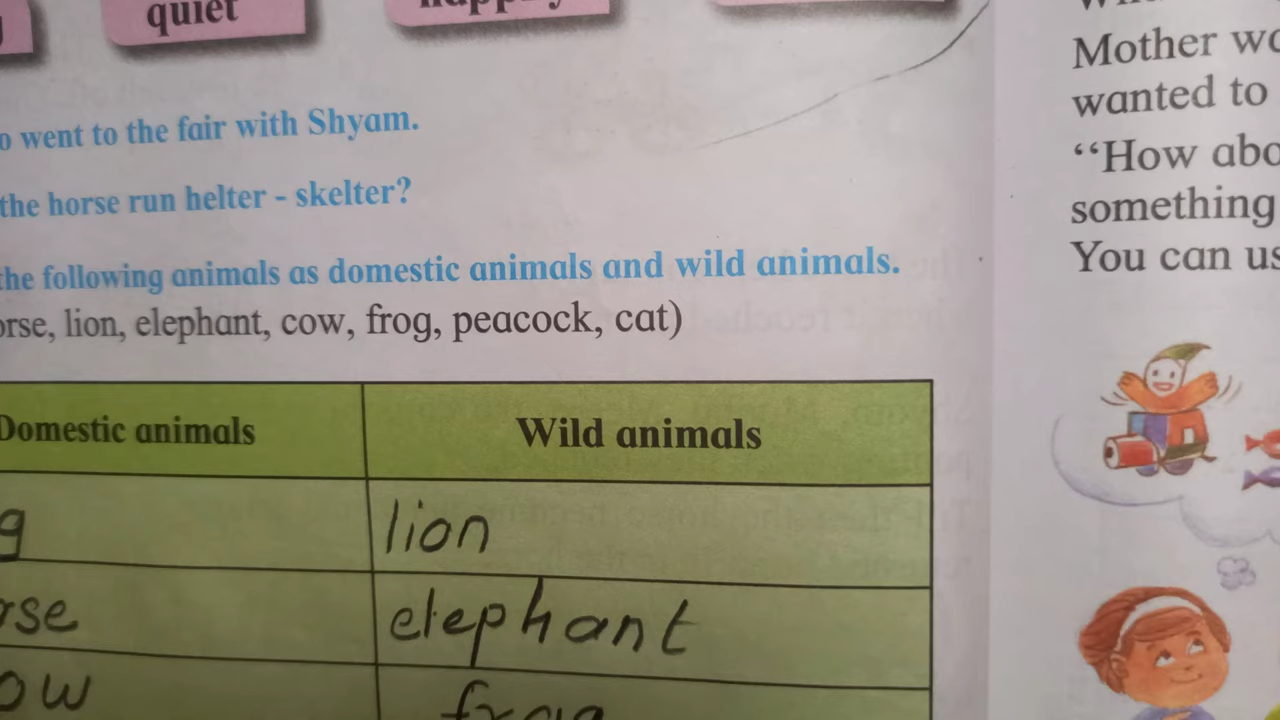 quiet
went to the fair with Shyam.
the horse run helter - skelter?
the following animals as domestic animals and wild animals.
orse, lion, elephant, cow, frog, peacock, cat)
Domestic animals Wild animals
g lion
rse elephant
ow frog
Mother wo
wanted to
“How abo
something
You can us